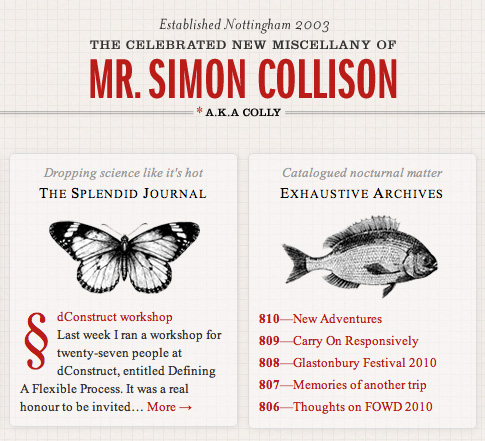 Established Nottingham 2003
THE CELEBRATED NEW MISCELLANY OF
MR. SIMON COLLISON
* A.K.A COLLY
Dropping science like it's hot
THE SPLENDID JOURNAL
§ dConstruct workshop
Last week I ran a workshop for
twenty-seven people at
dConstruct, entitled Defining
A Flexible Process. It was a real
honour to be invited… More →
Catalogued nocturnal matter
EXHAUSTIVE ARCHIVES
810—New Adventures
809—Carry On Responsively
808—Glastonbury Festival 2010
807—Memories of another trip
806—Thoughts on FOWD 2010